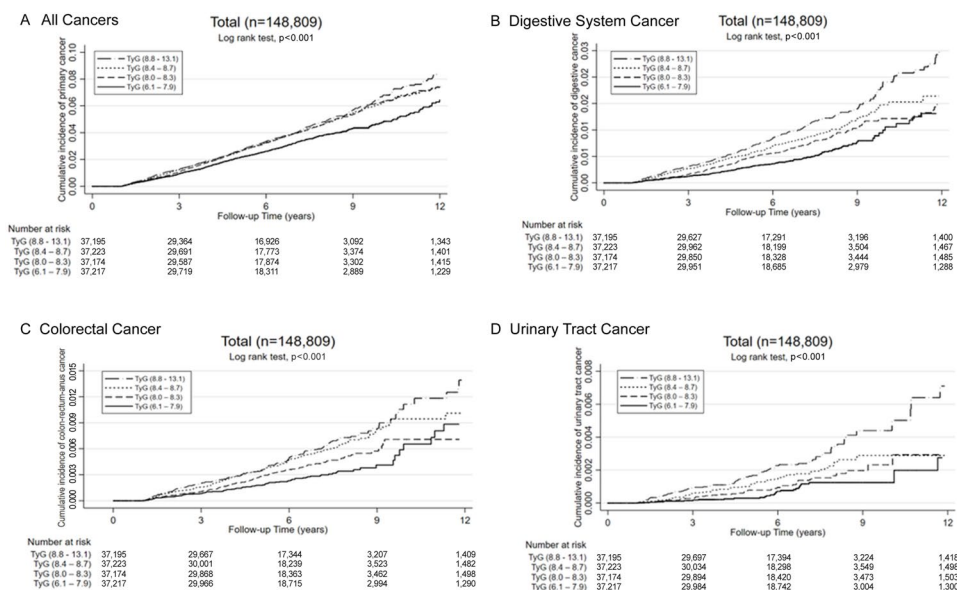 A All Cancers
Total (n=148,809)
Log rank test, p<0.001
Cumulative incidence of primary cancer
0.10
0.08
0.06
0.04
0.02
0.00
TyG (8.8 - 13.1)
TyG (8.4 – 8.7)
TyG (8.0 – 8.3)
TyG (6.1 – 7.9)
0 3 6 9 12
Follow-up Time (years)
Number at risk
TyG (8.8 - 13.1) 37,195 29,364 16,926 3,092 1,343
TyG (8.4 – 8.7) 37,223 29,691 17,773 3,374 1,401
TyG (8.0 – 8.3) 37,174 29,587 17,874 3,302 1,415
TyG (6.1 – 7.9) 37,217 29,719 18,311 2,889 1,229
B Digestive System Cancer
Total (n=148,809)
Log rank test, p<0.001
Cumulative incidence of digestive cancer
0.03
0.02
0.02
0.01
0.01
0.00
TyG (8.8 - 13.1)
TyG (8.4 – 8.7)
TyG (8.0 – 8.3)
TyG (6.1 – 7.9)
0 3 6 9 12
Follow-up Time (years)
Number at risk
TyG (8.8 - 13.1) 37,195 29,627 17,291 3,196 1,400
TyG (8.4 – 8.7) 37,223 29,962 18,199 3,504 1,467
TyG (8.0 – 8.3) 37,174 29,850 18,328 3,444 1,485
TyG (6.1 – 7.9) 37,217 29,951 18,685 2,979 1,288
C Colorectal Cancer
Total (n=148,809)
Log rank test, p<0.001
Cumulative incidence of colon-rectum-anus cancer
0.015
0.012
0.009
0.006
0.003
0.000
TyG (8.8 - 13.1)
TyG (8.4 – 8.7)
TyG (8.0 – 8.3)
TyG (6.1 – 7.9)
0 3 6 9 12
Follow-up Time (years)
Number at risk
TyG (8.8 - 13.1) 37,195 29,667 17,344 3,207 1,409
TyG (8.4 – 8.7) 37,223 30,001 18,239 3,523 1,482
TyG (8.0 – 8.3) 37,174 29,868 18,363 3,462 1,498
TyG (6.1 – 7.9) 37,217 29,966 18,715 2,994 1,290
D Urinary Tract Cancer
Total (n=148,809)
Log rank test, p<0.001
Cumulative incidence of urinary tract cancer
0.008
0.006
0.004
0.002
0.000
TyG (8.8 - 13.1)
TyG (8.4 – 8.7)
TyG (8.0 – 8.3)
TyG (6.1 – 7.9)
0 3 6 9 12
Follow-up Time (years)
Number at risk
TyG (8.8 - 13.1) 37,195 29,697 17,394 3,224 1,418
TyG (8.4 – 8.7) 37,223 30,034 18,298 3,549 1,498
TyG (8.0 – 8.3) 37,174 29,894 18,420 3,473 1,503
TyG (6.1 – 7.9) 37,217 29,984 18,742 3,004 1,300